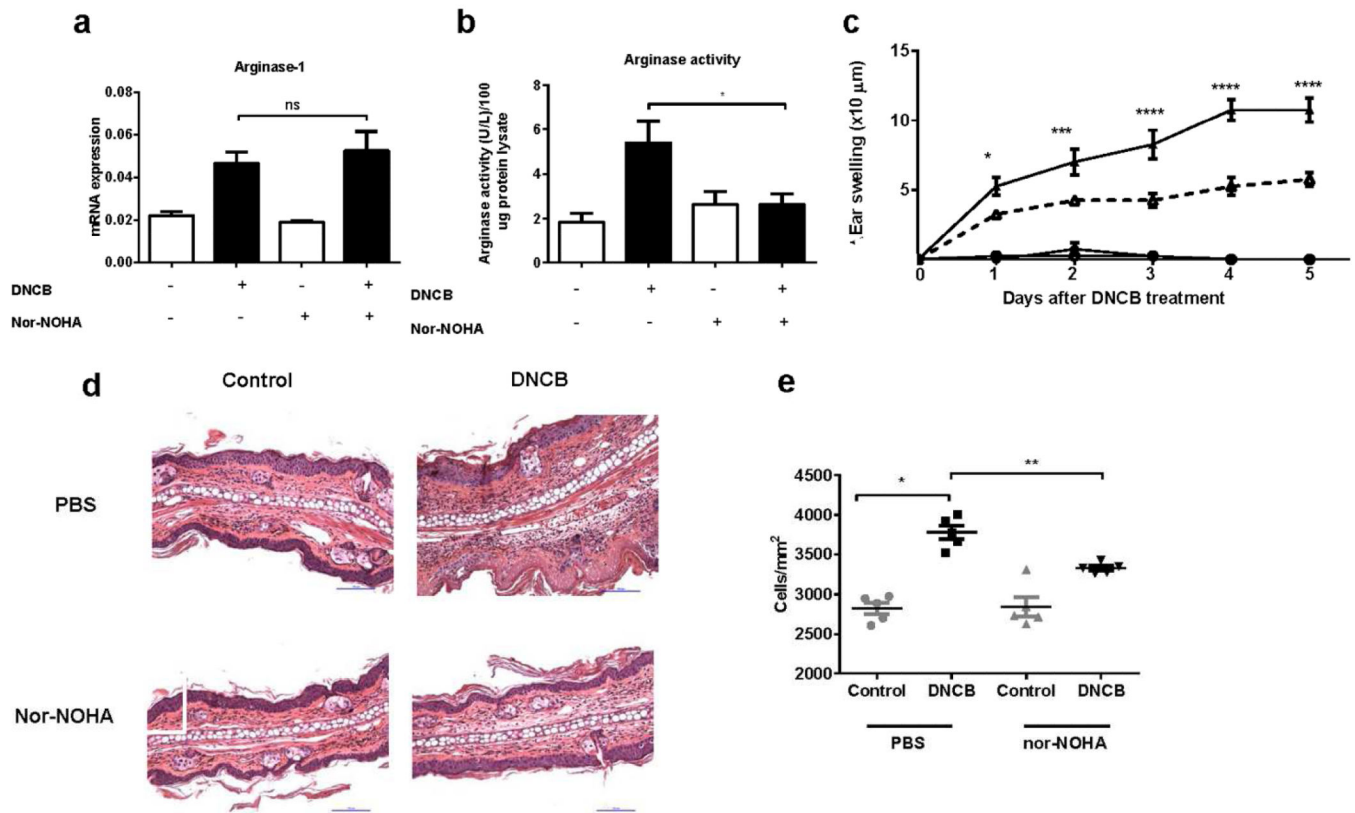 a
Arginase-1
mRNA expression
0.08
0.06
0.04
0.02
0.00
ns
DNCB - + - +
Nor-NOHA - - + +
b
Arginase activity
Arginase activity (U/L)/100
ug protein lysate
8
6
4
2
0
*
DNCB - + - +
Nor-NOHA - - + +
c
Ear swelling (x10 µm)
15
10
5
* *** **** **** ****
0 1 2 3 4 5
Days after DNCB treatment
d
Control DNCB
PBS
Nor-NOHA
e
Cells/mm²
4500
4000
3500
3000
2500
2000
* **
Control DNCB Control DNCB
PBS nor-NOHA